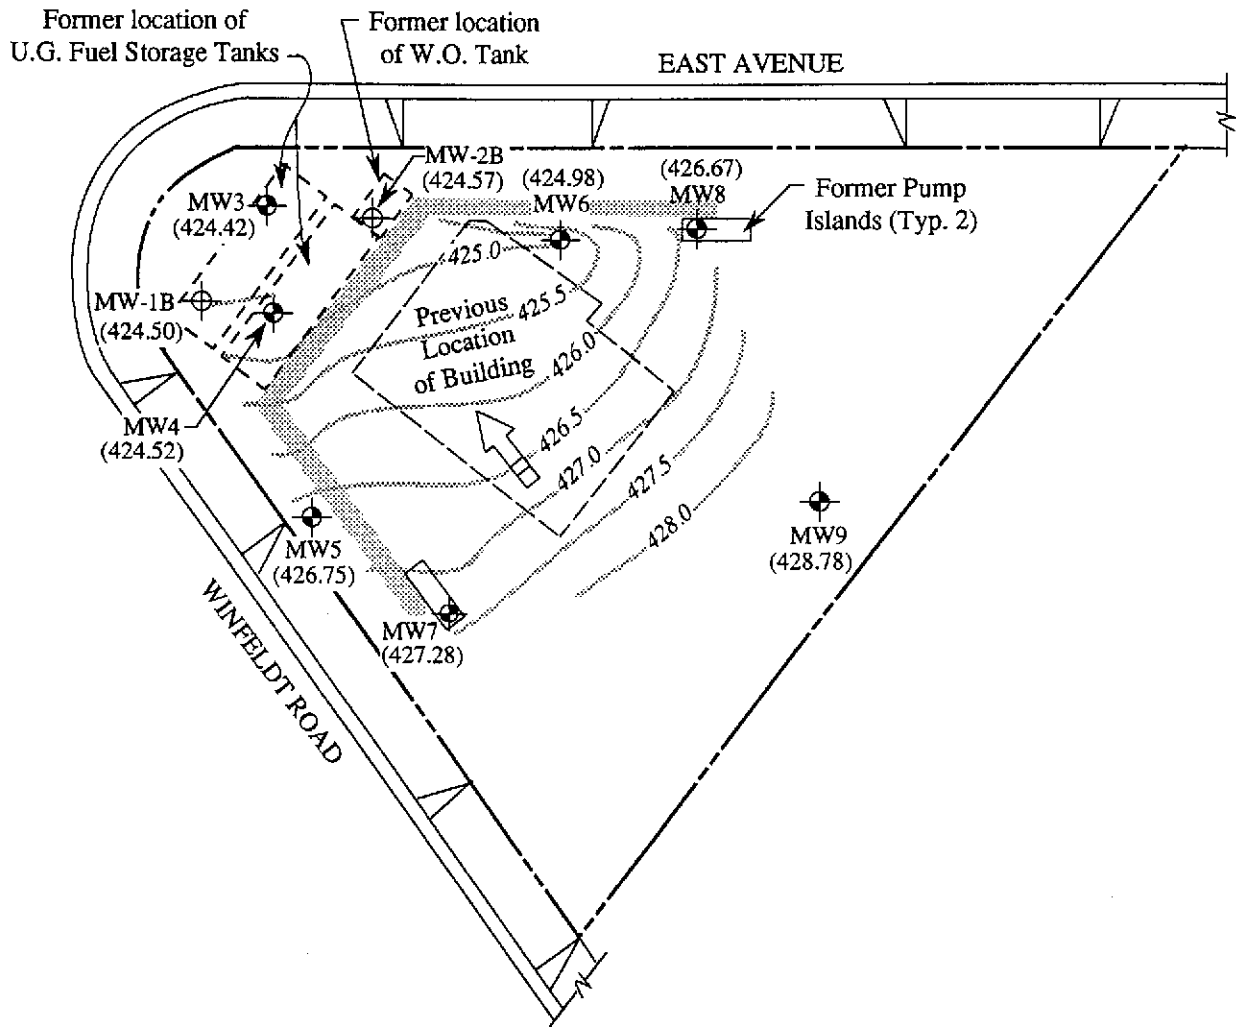 Former location of
U.G. Fuel Storage Tanks
Former location
of W.O. Tank
EAST AVENUE
MW-2B
(424.57)
(424.98)
MW6
(426.67)
MW8
Former Pump
Islands (Typ. 2)
MW3
(424.42)
425.0
MW-1B
(424.50)
425.5
Previous
Location
of Building
426.0
MW4
(424.52)
426.5
427.0
427.5
428.0
MW5
(426.75)
MW9
(428.78)
MW7
(427.28)
WINFELDT ROAD
N
N